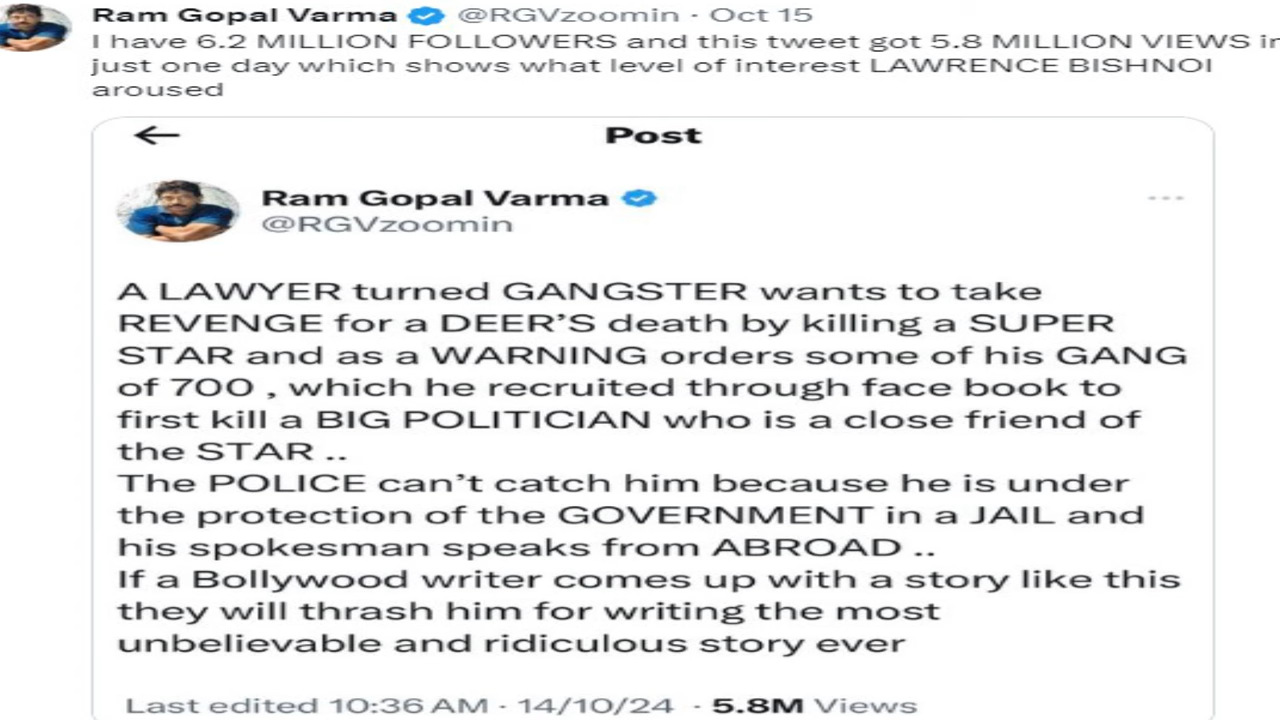 Ram Gopal Varma @RGVzoomin · Oct 15
I have 6.2 MILLION FOLLOWERS and this tweet got 5.8 MILLION VIEWS in
just one day which shows what level of interest LAWRENCE BISHNOI
aroused
Post
Ram Gopal Varma
@RGVzoomin
A LAWYER turned GANGSTER wants to take
REVENGE for a DEER’S death by killing a SUPER
STAR and as a WARNING orders some of his GANG
of 700 , which he recruited through face book to
first kill a BIG POLITICIAN who is a close friend of
the STAR ..
The POLICE can’t catch him because he is under
the protection of the GOVERNMENT in a JAIL and
his spokesman speaks from ABROAD ..
If a Bollywood writer comes up with a story like this
they will thrash him for writing the most
unbelievable and ridiculous story ever
Last edited 10:36 AM · 14/10/24 · 5.8M Views